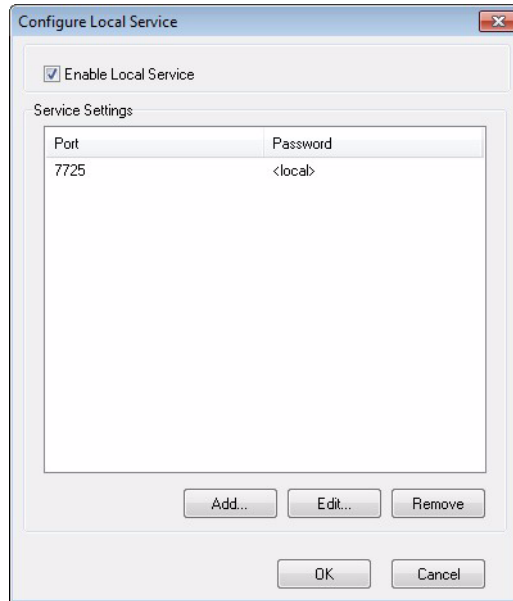 Configure Local Service
Enable Local Service
Service Settings
Port Password
7725 <local>
Add... Edit... Remove
OK Cancel